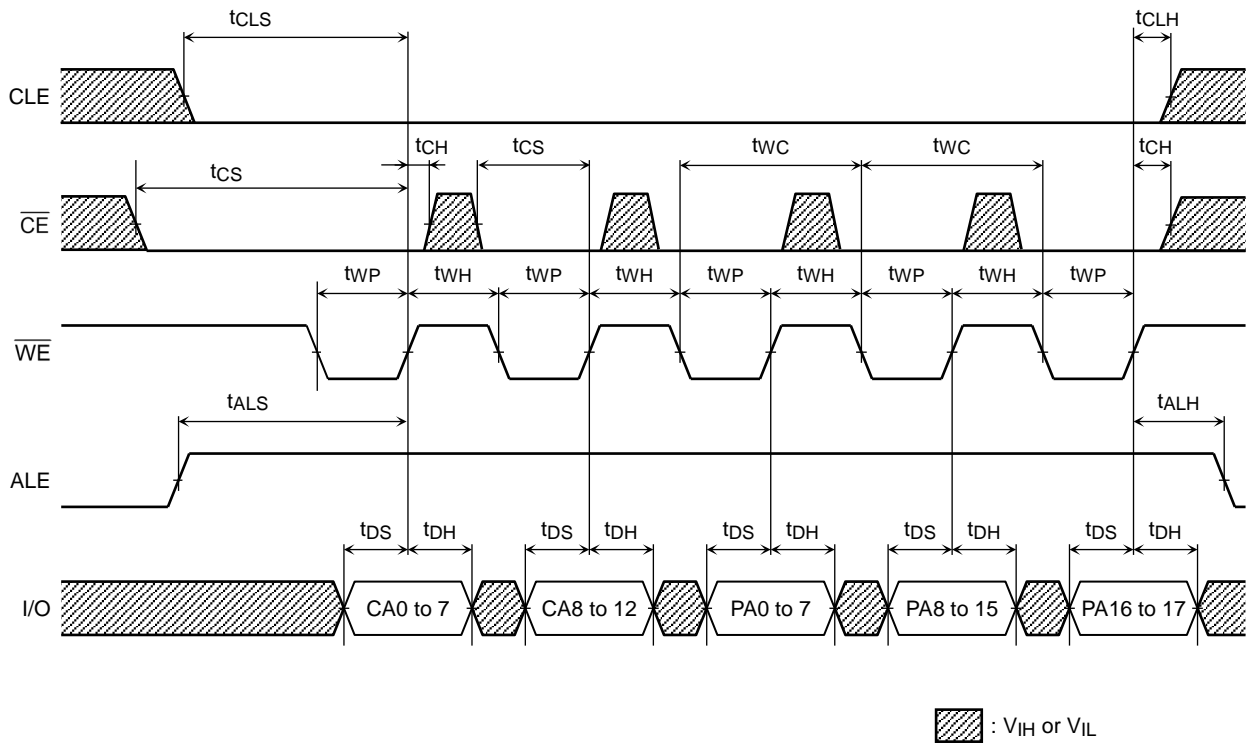 tCLS tCLH
CLE
tCH tCS tWC tWC tCH
tCS
CE
tWP tWH tWP tWH tWP tWH tWP tWH tWP
WE
tALS tALH
ALE
tDS tDH tDS tDH tDS tDH tDS tDH tDS tDH
I/O CA0 to 7 CA8 to 12 PA0 to 7 PA8 to 15 PA16 to 17
: VIH or VIL